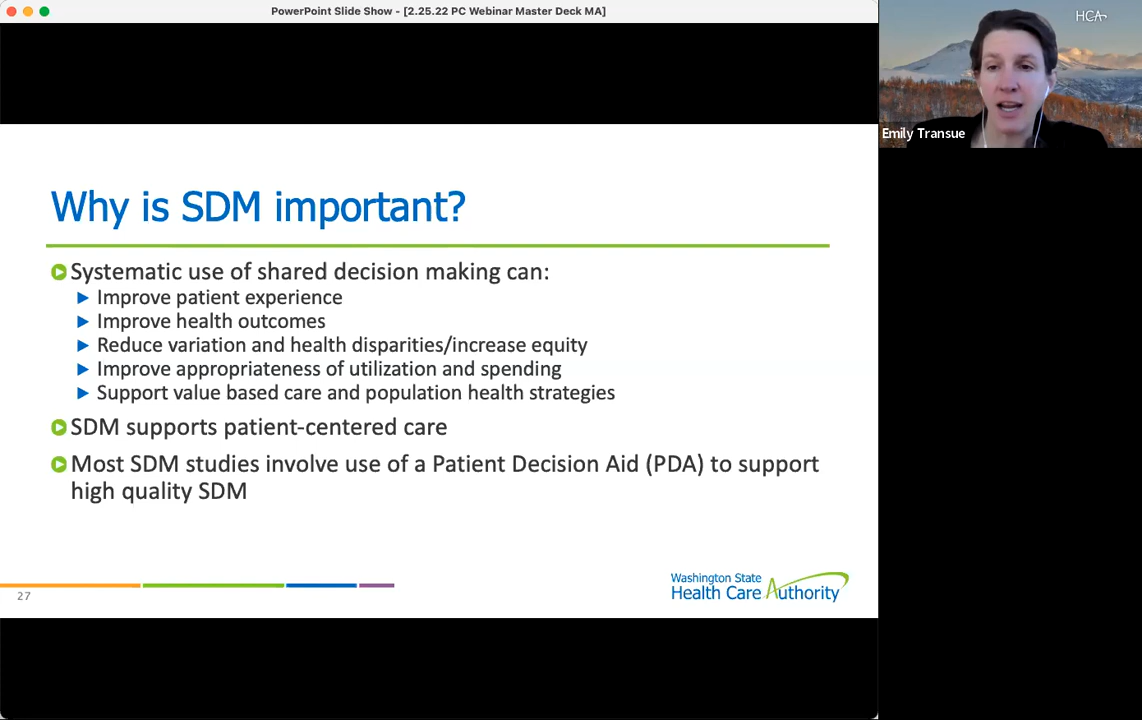 PowerPoint Slide Show - [2.25.22 PC Webinar Master Deck MA]
HCA
Emily Transue
Why is SDM important?
Systematic use of shared decision making can:
Improve patient experience
Improve health outcomes
Reduce variation and health disparities/increase equity
Improve appropriateness of utilization and spending
Support value based care and population health strategies
SDM supports patient-centered care
Most SDM studies involve use of a Patient Decision Aid (PDA) to support
high quality SDM
27
Washington State
Health Care Authority